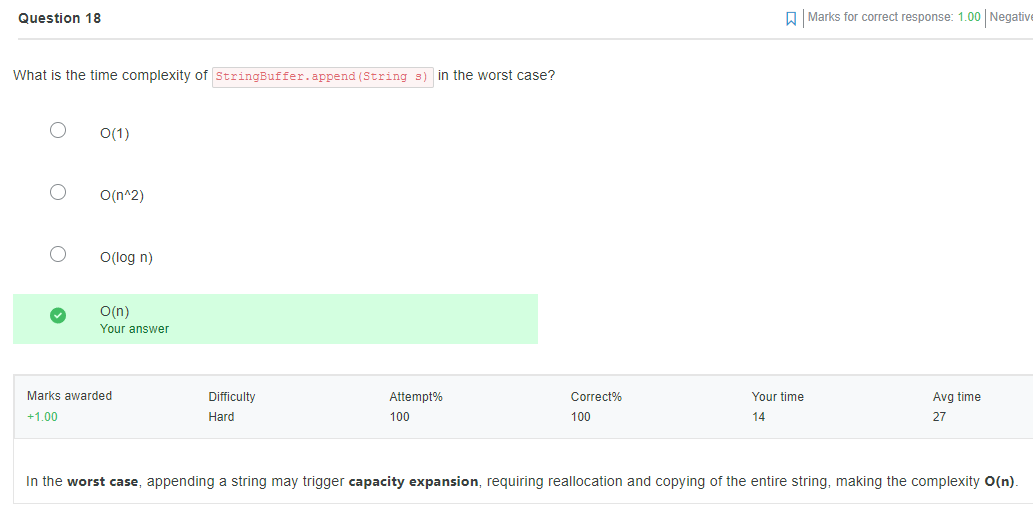 Question 18
Marks for correct response: 1.00 Negative
What is the time complexity of StringBuffer.append(String s) in the worst case?
O(1)
O(n^2)
O(log n)
O(n)
Your answer
Marks awarded Difficulty Attempt% Correct% Your time Avg time
+1.00 Hard 100 100 14 27
In the worst case, appending a string may trigger capacity expansion, requiring reallocation and copying of the entire string, making the complexity O(n).